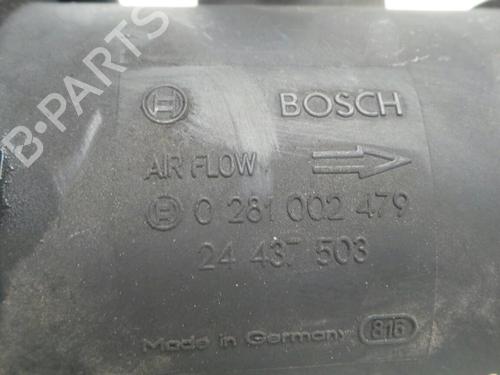 B-PARTS
BOSCH
AIR FLOW
0 281 002 479
24 437 503
Made in Germany 816